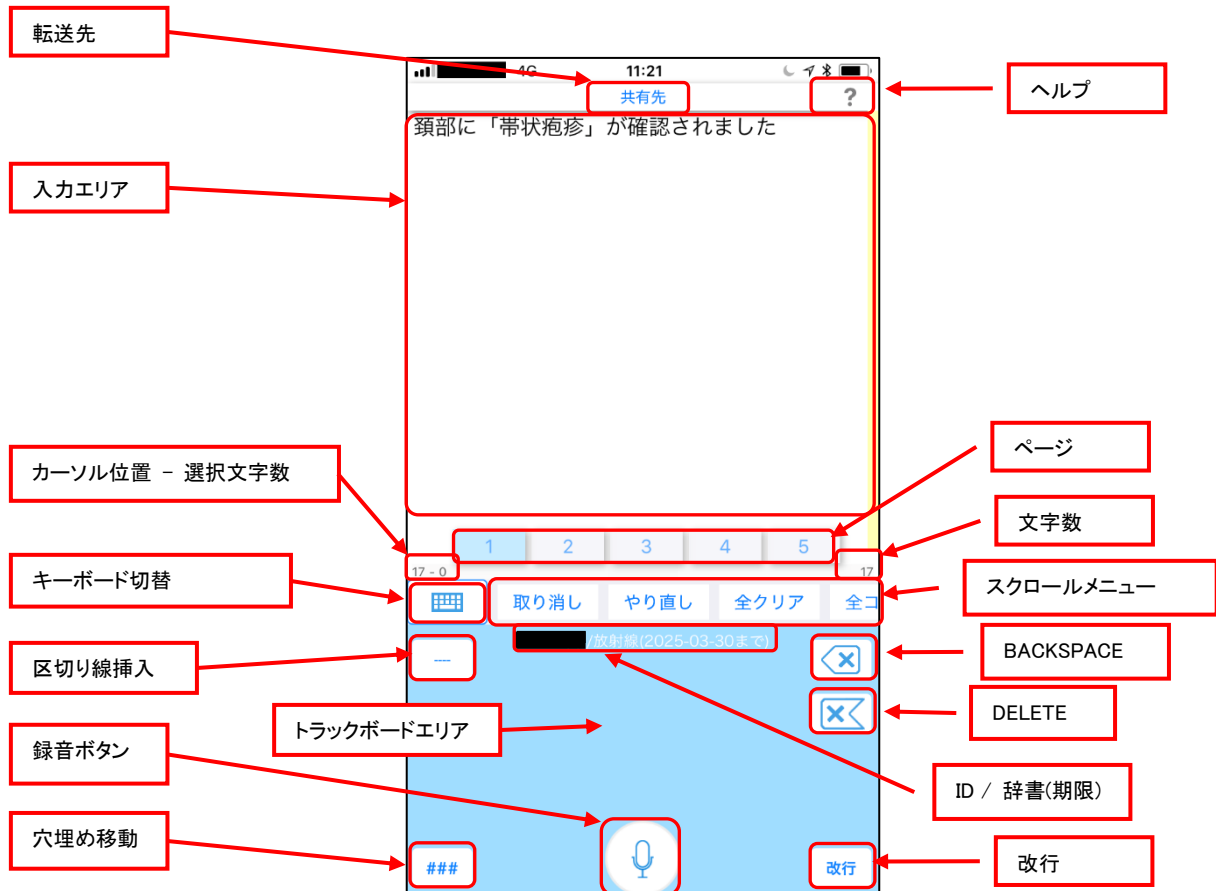 転送先
4G 11:21
共有先
?
ヘルプ
頚部に「帯状疱疹」が確認されました
入力エリア
ページ
カーソル位置 － 選択文字数
文字数
1 2 3 4 5
17 - 0
17
キーボード切替
スクロールメニュー
取り消し やり直し 全クリア 全コ
/放射線(2025-03-30まで)
区切り線挿入
BACKSPACE
トラックボードエリア
DELETE
録音ボタン
ID / 辞書(期限)
穴埋め移動
###
改行
改行